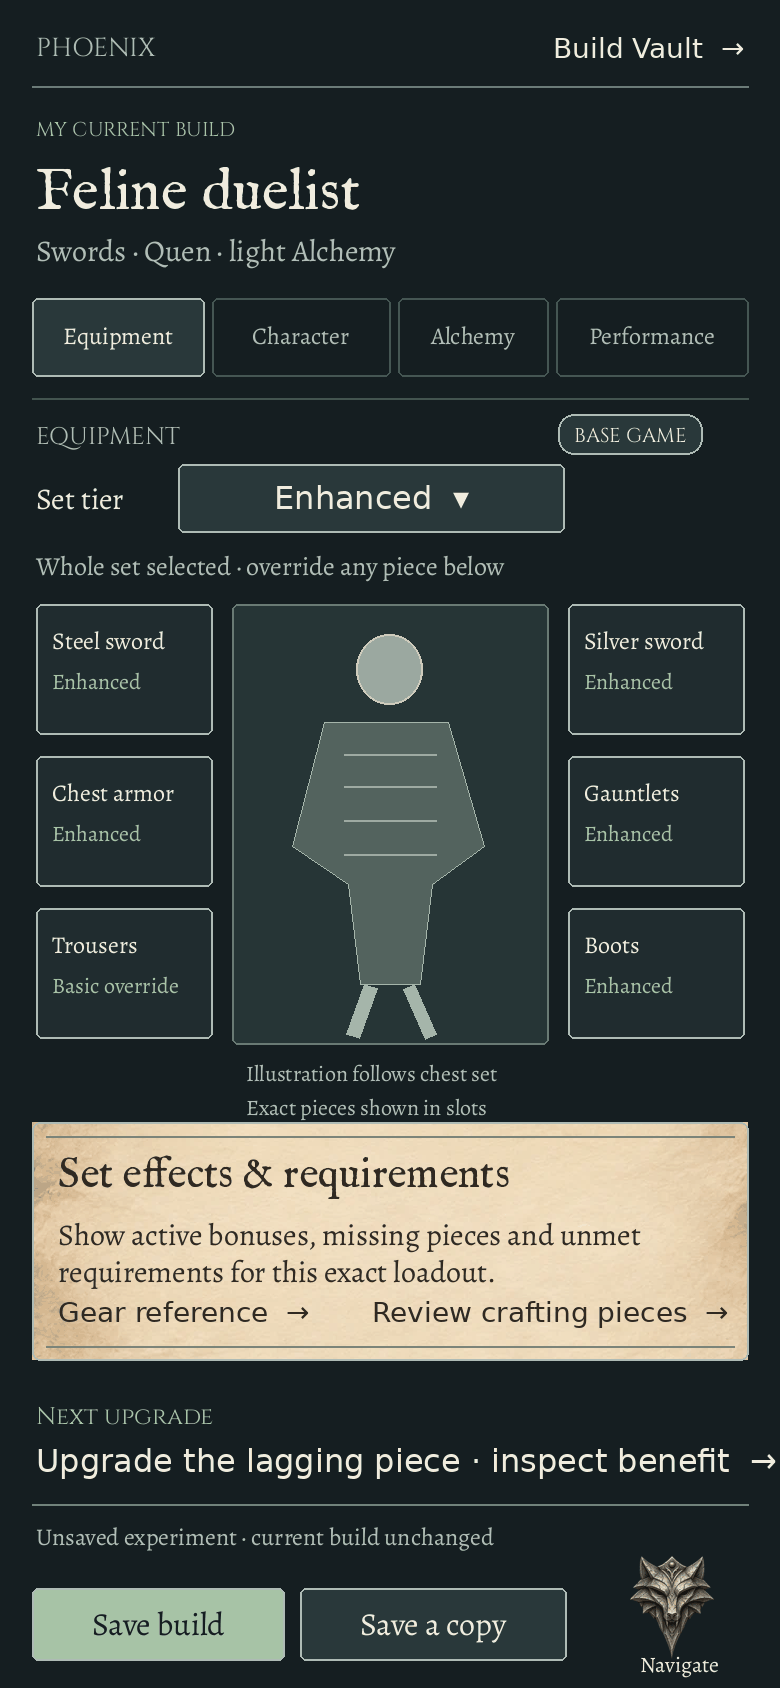 PHOENIX
Build Vault →
MY CURRENT BUILD
Feline duelist
Swords · Quen · light Alchemy
Equipment
Character
Alchemy
Performance
EQUIPMENT
BASE GAME
Set tier
Enhanced ▾
Whole set selected · override any piece below
Steel sword
Enhanced
Silver sword
Enhanced
Chest armor
Enhanced
Gauntlets
Enhanced
Trousers
Basic override
Boots
Enhanced
Illustration follows chest set
Exact pieces shown in slots
Set effects & requirements
Show active bonuses, missing pieces and unmet
requirements for this exact loadout.
Gear reference →
Review crafting pieces →
NEXT UPGRADE
Upgrade the lagging piece · inspect benefit →
Unsaved experiment · current build unchanged
Save build
Save a copy
Navigate